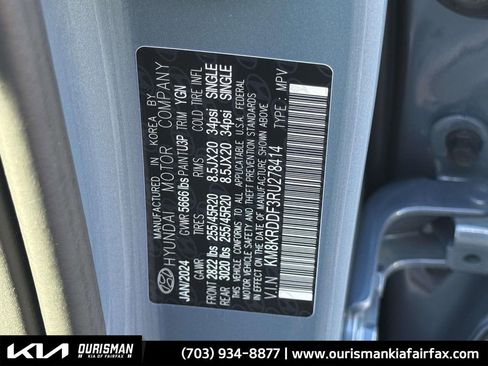 MANUFACTURED IN KOREA BY
HYUNDAI MOTOR COMPANY
JAN/2024 GVWR 5666 lbs PAINT U3P TRIM YGN
GAWR TIRES RIMS COLD TIRE INFL
FRONT 2822 lbs 255/45R20 8.5JX20 34psi SINGLE
REAR 3020 lbs 255/45R20 8.5JX20 34psi SINGLE
THIS VEHICLE CONFORMS TO ALL APPLICABLE U.S.A. FEDERAL
MOTOR VEHICLE SAFETY STANDARDS IN EFFECT ON THE
DATE OF MANUFACTURE SHOWN ABOVE.
V.I.N: KM8KRDDF3RU278414 TYPE : MPV
KIA OURISMAN
KIA OF FAIRFAX
(703) 934-8877 | www.ourismankiafairfax.com